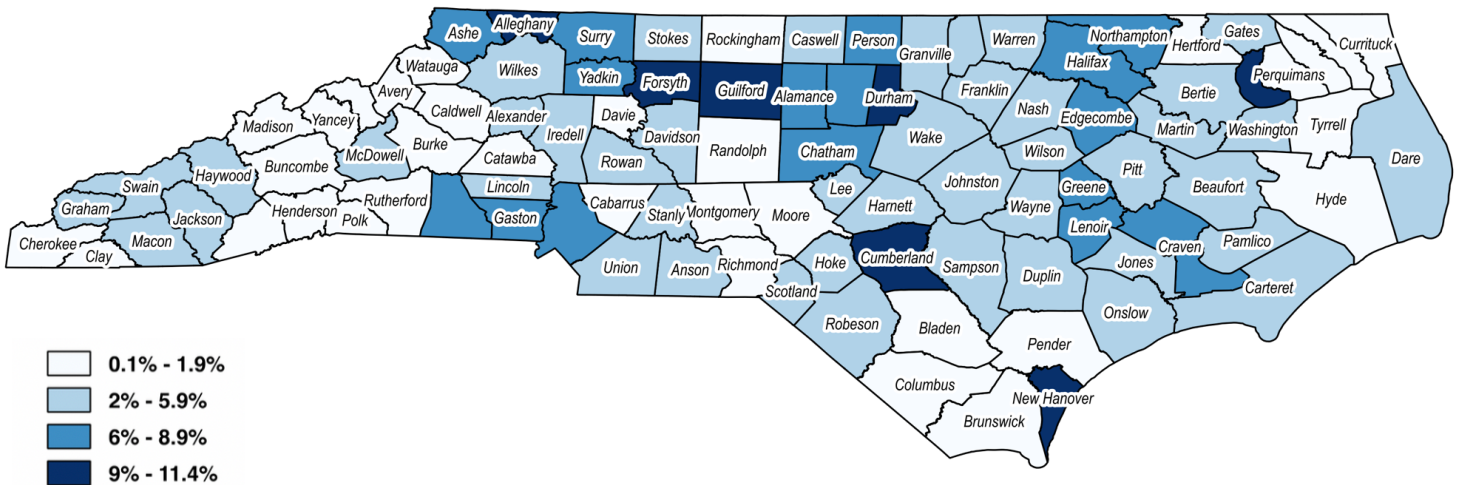 Ashe
Alleghany
Surry
Stokes
Rockingham
Caswell
Person
Granville
Warren
Northampton
Hertford
Gates
Currituck
Watauga
Wilkes
Yadkin
Forsyth
Guilford
Alamance
Durham
Franklin
Halifax
Bertie
Perquimans
Avery
Caldwell
Alexander
Iredell
Davie
Davidson
Randolph
Chatham
Wake
Nash
Edgecombe
Martin
Washington
Tyrrell
Dare
Madison
Yancey
McDowell
Burke
Catawba
Rowan
Wilson
Pitt
Beaufort
Hyde
Swain
Haywood
Buncombe
Rutherford
Lincoln
Lee
Johnston
Greene
Graham
Jackson
Henderson
Polk
Gaston
Cabarrus
Stanly
Montgomery
Moore
Harnett
Wayne
Lenoir
Craven
Pamlico
Cherokee
Clay
Macon
Union
Anson
Richmond
Hoke
Cumberland
Sampson
Duplin
Jones
Carteret
Scotland
Robeson
Bladen
Onslow
Pender
Columbus
Brunswick
New Hanover
0.1% - 1.9%
2% - 5.9%
6% - 8.9%
9% - 11.4%